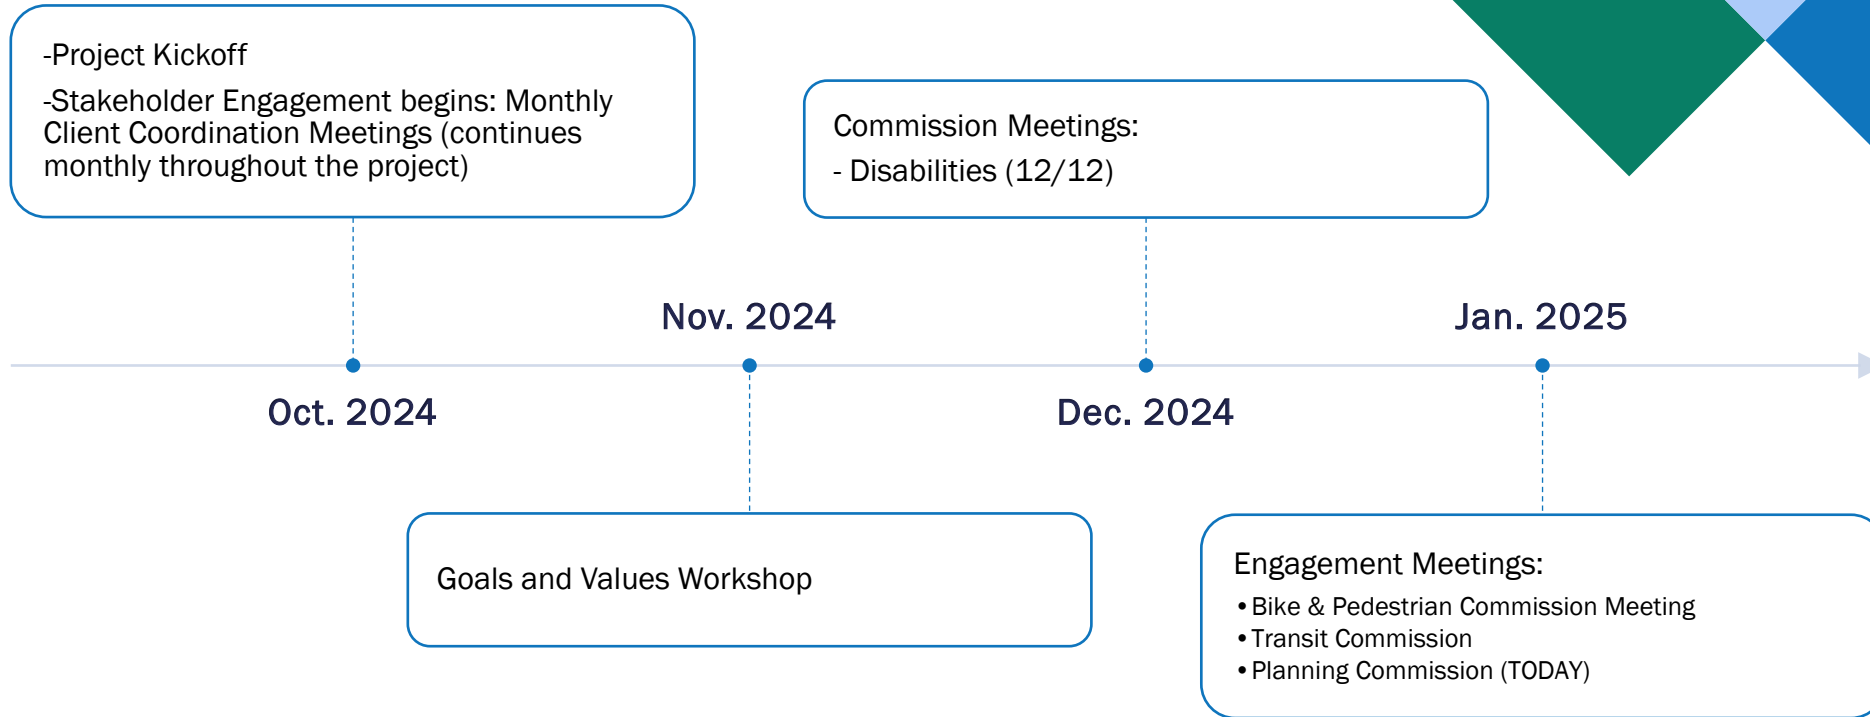 -Project Kickoff
-Stakeholder Engagement begins: Monthly
Client Coordination Meetings (continues
monthly throughout the project)
Commission Meetings:
- Disabilities (12/12)
Nov. 2024
Jan. 2025
Oct. 2024
Dec. 2024
Goals and Values Workshop
Engagement Meetings:
•Bike & Pedestrian Commission Meeting
•Transit Commission
•Planning Commission (TODAY)